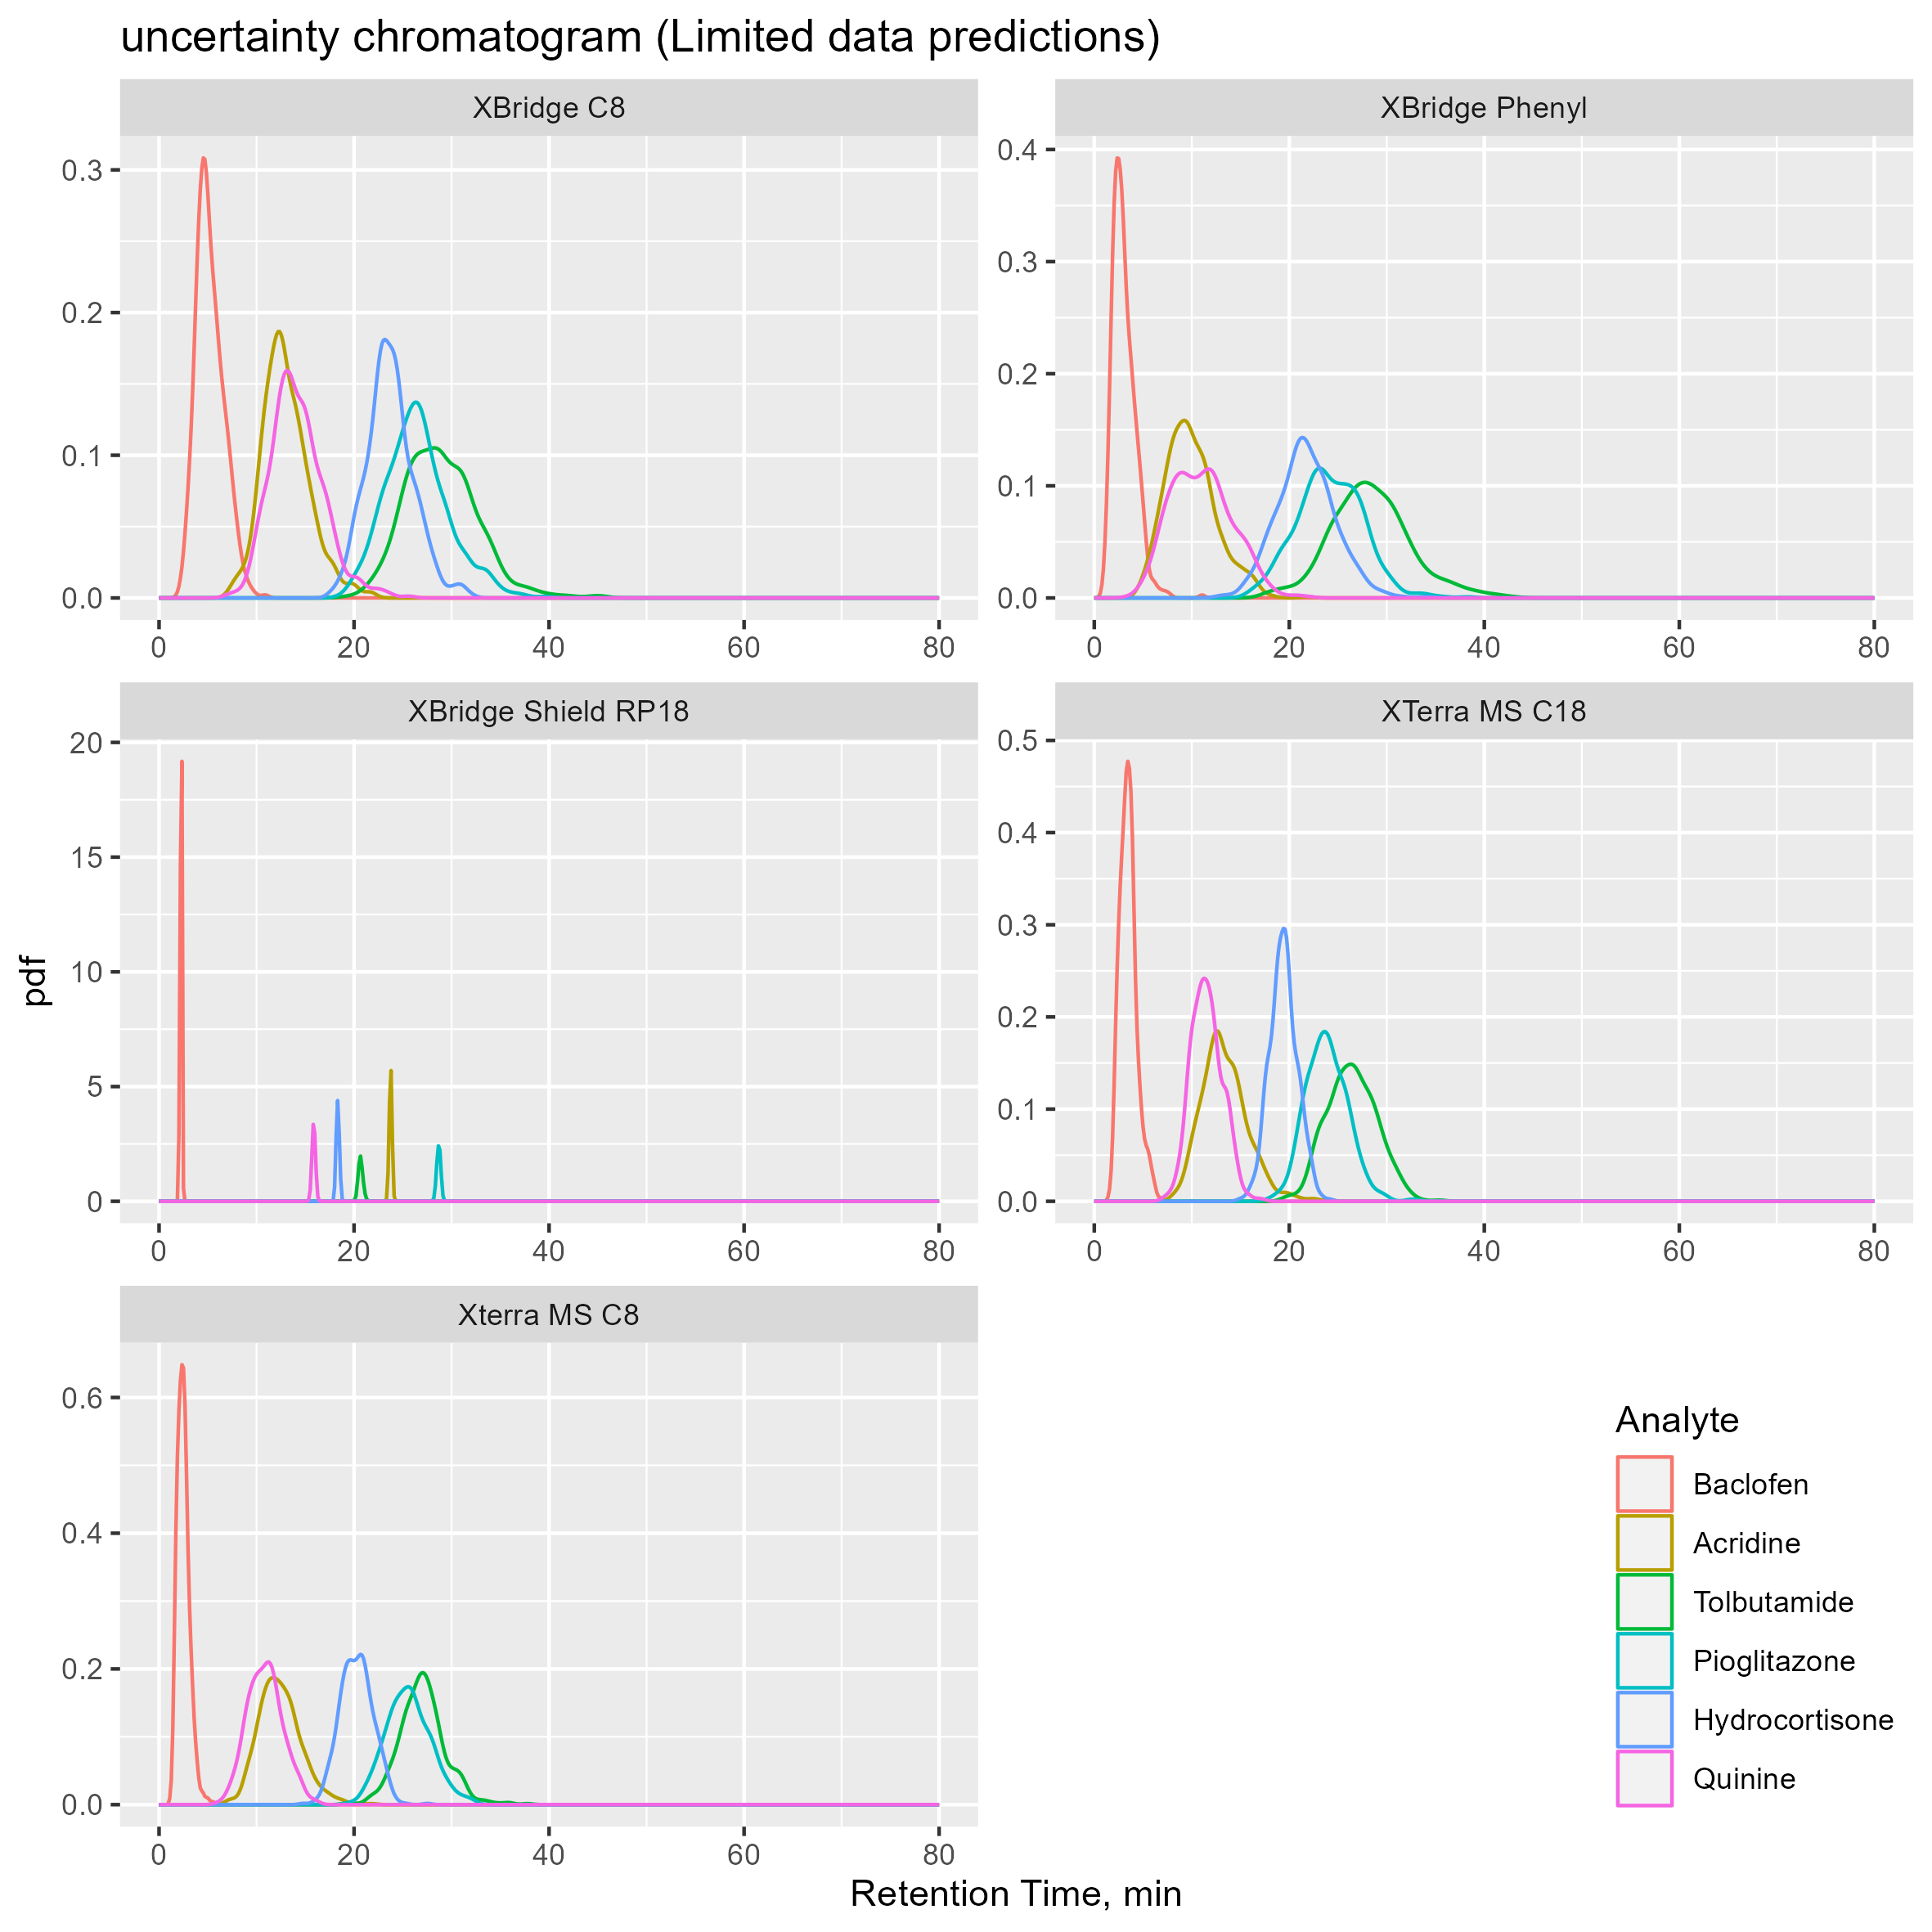 uncertainty chromatogram (Limited data predictions)
XBridge C8
XBridge Phenyl
0.3
0.2
0.1
0.0
0 20 40 60 80
0.4
0.3
0.2
0.1
0.0
0 20 40 60 80
XBridge Shield RP18
XTerra MS C18
pdf
20
15
10
5
0
0 20 40 60 80
0.5
0.4
0.3
0.2
0.1
0.0
0 20 40 60 80
Xterra MS C8
0.6
0.4
0.2
0.0
0 20 40 60 80
Retention Time, min
Analyte
Baclofen
Acridine
Tolbutamide
Pioglitazone
Hydrocortisone
Quinine